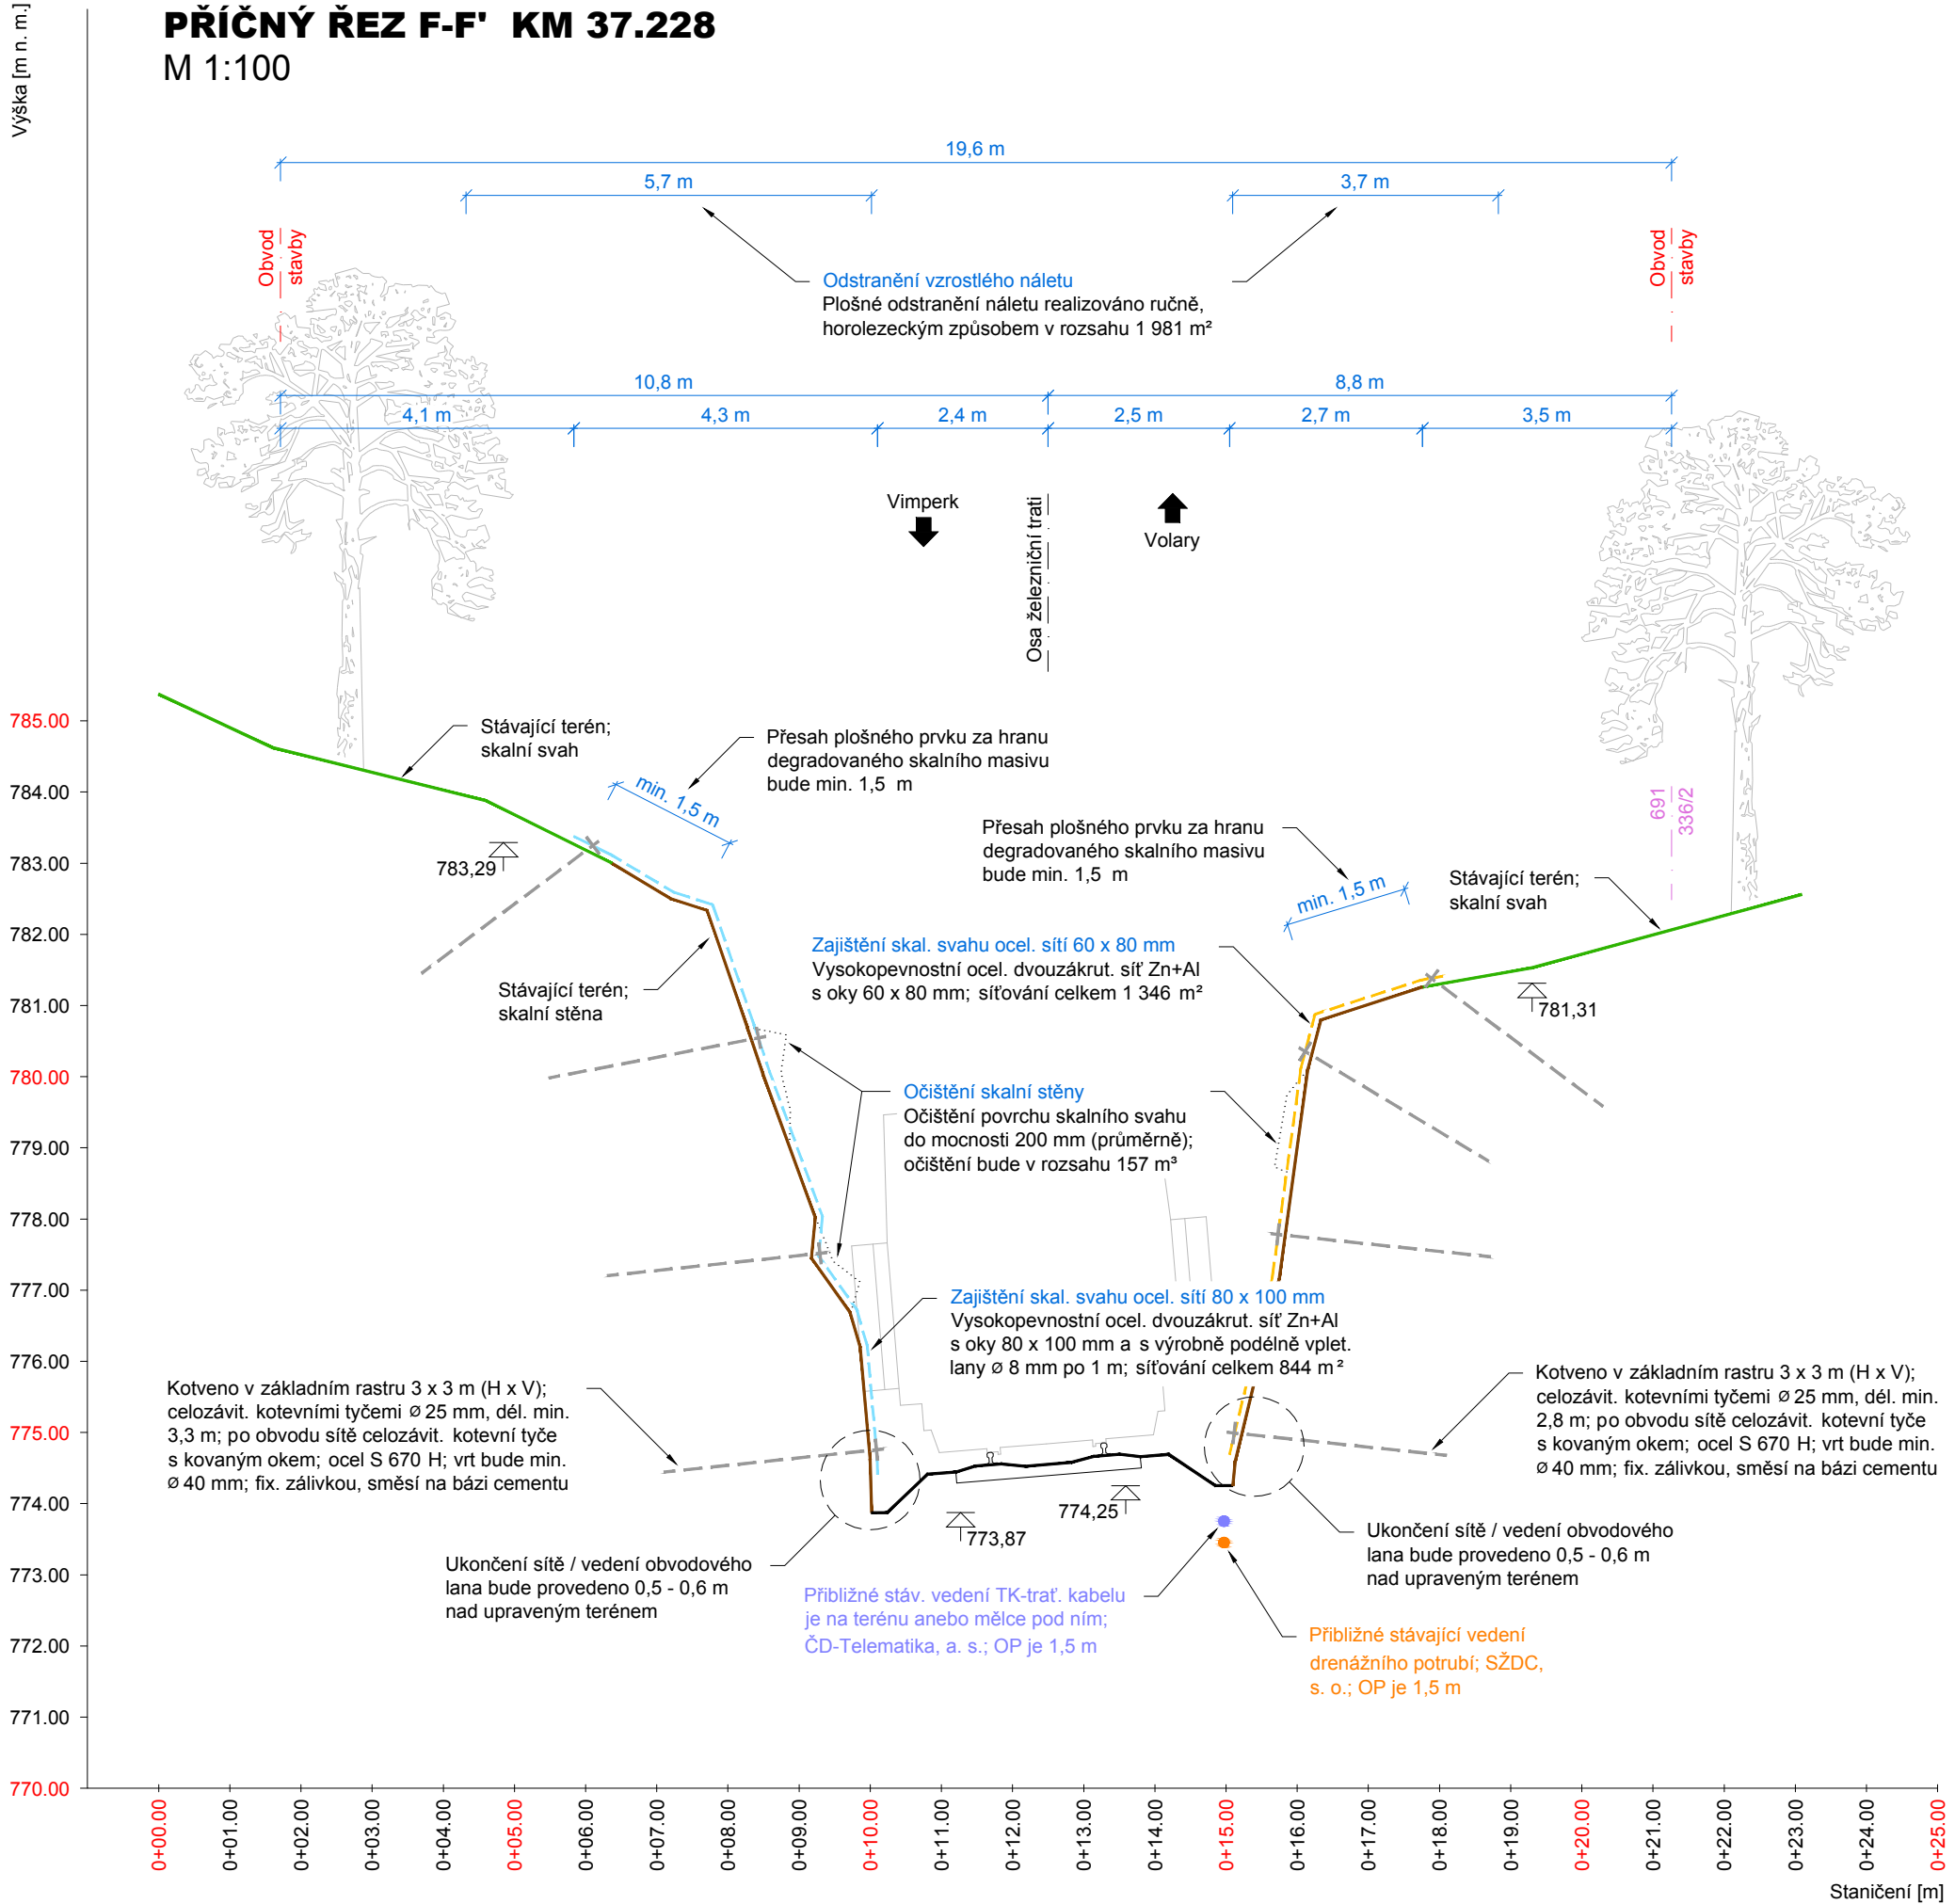 Výška [m n. m.]
PŘÍČNÝ ŘEZ F-F' KM 37.228
M 1:100
19,6 m
5,7 m
3,7 m
Obvod
stavby
Obvod
stavby
Odstranění vzrostlého náletu
Plošné odstranění náletu realizováno ručně,
horolezeckým způsobem v rozsahu 1 981 m²
10,8 m
8,8 m
4,1 m
4,3 m
2,4 m
2,5 m
2,7 m
3,5 m
Vimperk
Osa železniční trati
Volary
785.00
784.00
783.00
782.00
781.00
780.00
779.00
778.00
777.00
776.00
775.00
774.00
773.00
772.00
771.00
770.00
Stávající terén;
skalní svah
Přesah plošného prvku za hranu
degradovaného skalního masivu
bude min. 1,5 m
min. 1,5 m
691
336/2
783,29
Přesah plošného prvku za hranu
degradovaného skalního masivu
bude min. 1,5 m
min. 1,5 m
Stávající terén;
skalní svah
Zajištění skal. svahu ocel. sítí 60 x 80 mm
Vysokopevnostní ocel. dvouzákrut. síť Zn+Al
s oky 60 x 80 mm; síťování celkem 1 346 m²
Stávající terén;
skalní stěna
781,31
Očištění skalní stěny
Očištění povrchu skalního svahu
do mocnosti 200 mm (průměrně);
očištění bude v rozsahu 157 m³
Zajištění skal. svahu ocel. sítí 80 x 100 mm
Vysokopevnostní ocel. dvouzákrut. síť Zn+Al
s oky 80 x 100 mm a s výrobně podélně vplet.
lany ⌀ 8 mm po 1 m; síťování celkem 844 m²
Kotveno v základním rastru 3 x 3 m (H x V);
celozávit. kotevními tyčemi ⌀ 25 mm, dél. min.
3,3 m; po obvodu sítě celozávit. kotevní tyče
s kovaným okem; ocel S 670 H; vrt bude min.
⌀ 40 mm; fix. zálivkou, směsí na bázi cementu
Kotveno v základním rastru 3 x 3 m (H x V);
celozávit. kotevními tyčemi ⌀ 25 mm, dél. min.
2,8 m; po obvodu sítě celozávit. kotevní tyče
s kovaným okem; ocel S 670 H; vrt bude min.
⌀ 40 mm; fix. zálivkou, směsí na bázi cementu
773,87
774,25
Ukončení sítě / vedení obvodového
lana bude provedeno 0,5 - 0,6 m
nad upraveným terénem
Ukončení sítě / vedení obvodového
lana bude provedeno 0,5 - 0,6 m
nad upraveným terénem
Přibližné stáv. vedení TK-trať. kabelu
je na terénu anebo mělce pod ním;
ČD-Telematika, a. s.; OP je 1,5 m
Přibližné stávající vedení
drenážního potrubí; SŽDC,
s. o.; OP je 1,5 m
0+00.00
0+01.00
0+02.00
0+03.00
0+04.00
0+05.00
0+06.00
0+07.00
0+08.00
0+09.00
0+10.00
0+11.00
0+12.00
0+13.00
0+14.00
0+15.00
0+16.00
0+17.00
0+18.00
0+19.00
0+20.00
0+21.00
0+22.00
0+23.00
0+24.00
0+25.00
Staničení [m]